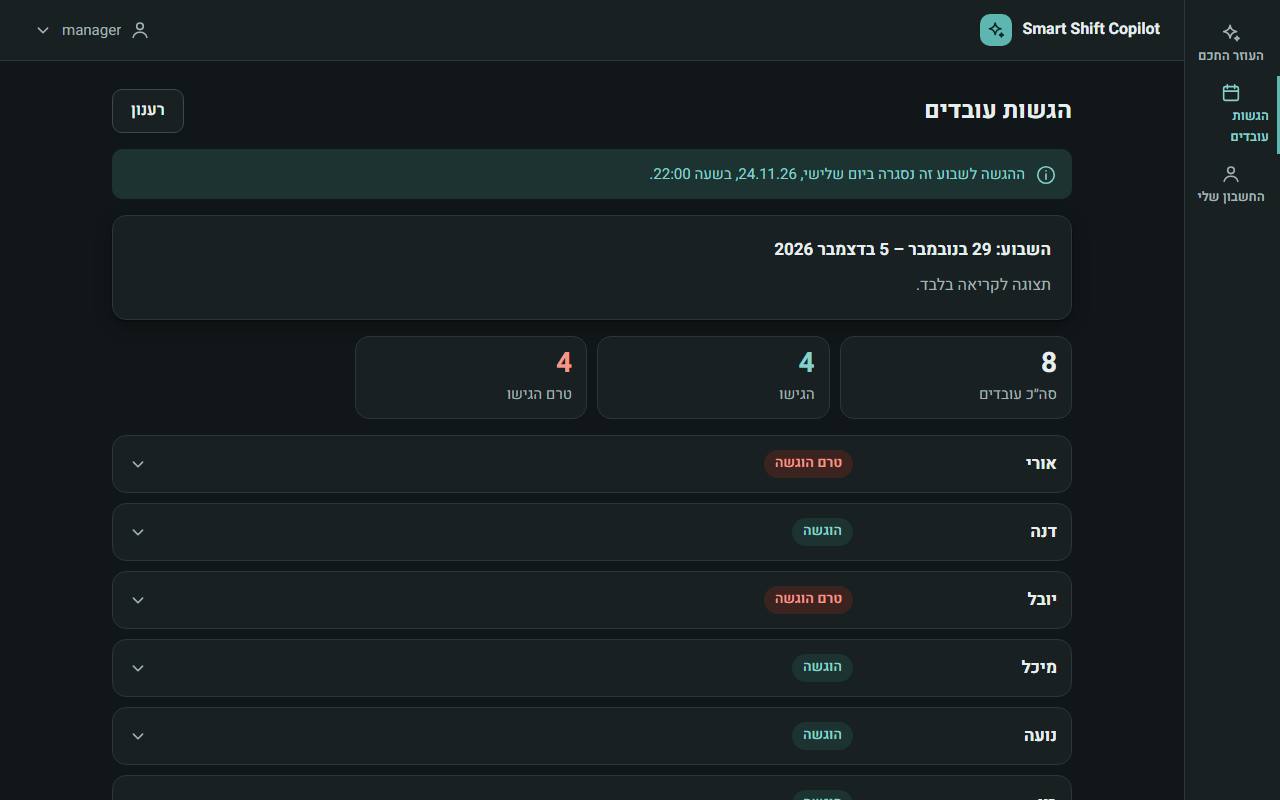 Smart Shift Copilot
manager
העוזר החכם
הגשות
עובדים
החשבון שלי
הגשות עובדים
רענון
ההגשה לשבוע זה נסגרה ביום שלישי, 24.11.26, בשעה 22:00.
השבוע: 29 בנובמבר – 5 בדצמבר 2026
תצוגה לקריאה בלבד.
8
סה"כ עובדים
4
הגישו
4
טרם הגישו
אורי
טרם הוגשה
דנה
הוגשה
יובל
טרם הוגשה
מיכל
הוגשה
נועה
הוגשה